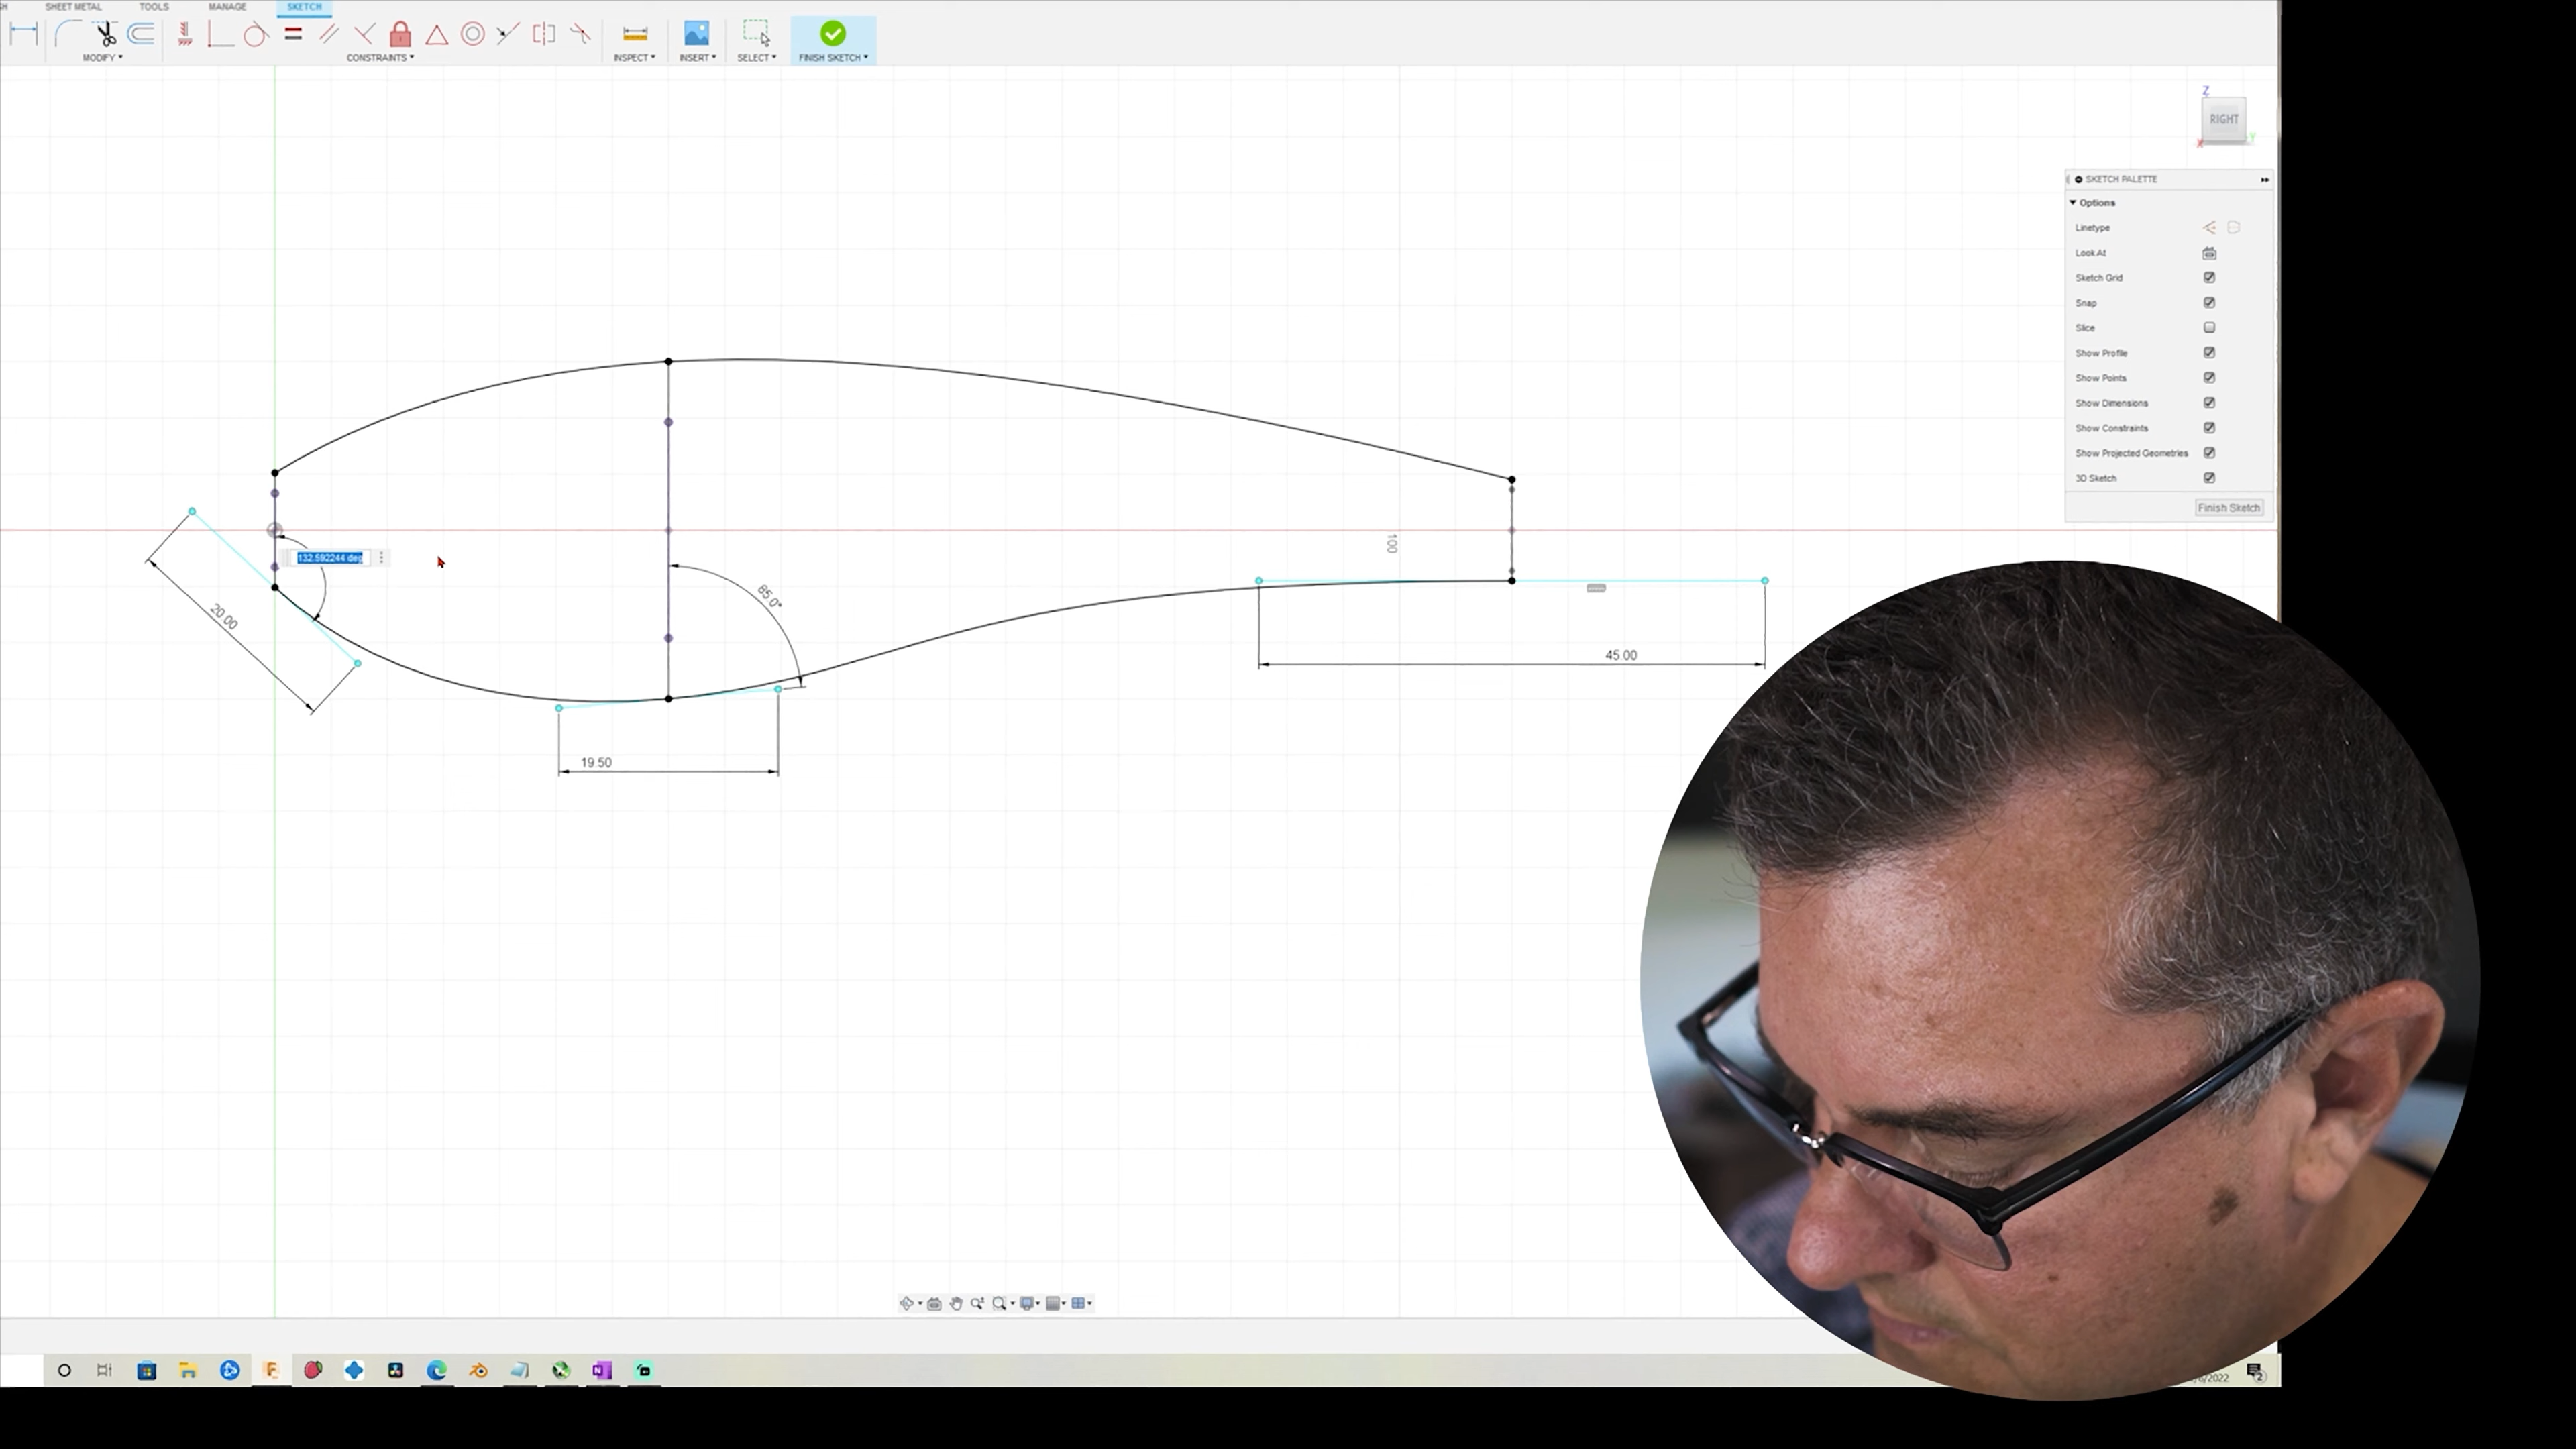 SHEET METAL TOOLS MANAGE SKETCH
MODIFY CONSTRAINTS INSPECT INSERT SELECT FINISH SKETCH
Z
RIGHT
X Y
SKETCH PALETTE
Options
Linetype
Look At
Sketch Grid
Snap
Slice
Show Profile
Show Points
Show Dimensions
Show Constraints
Show Projected Geometries
3D Sketch
Finish Sketch
100
132.592244 deg
85.0°
20.00
45.00
19.50